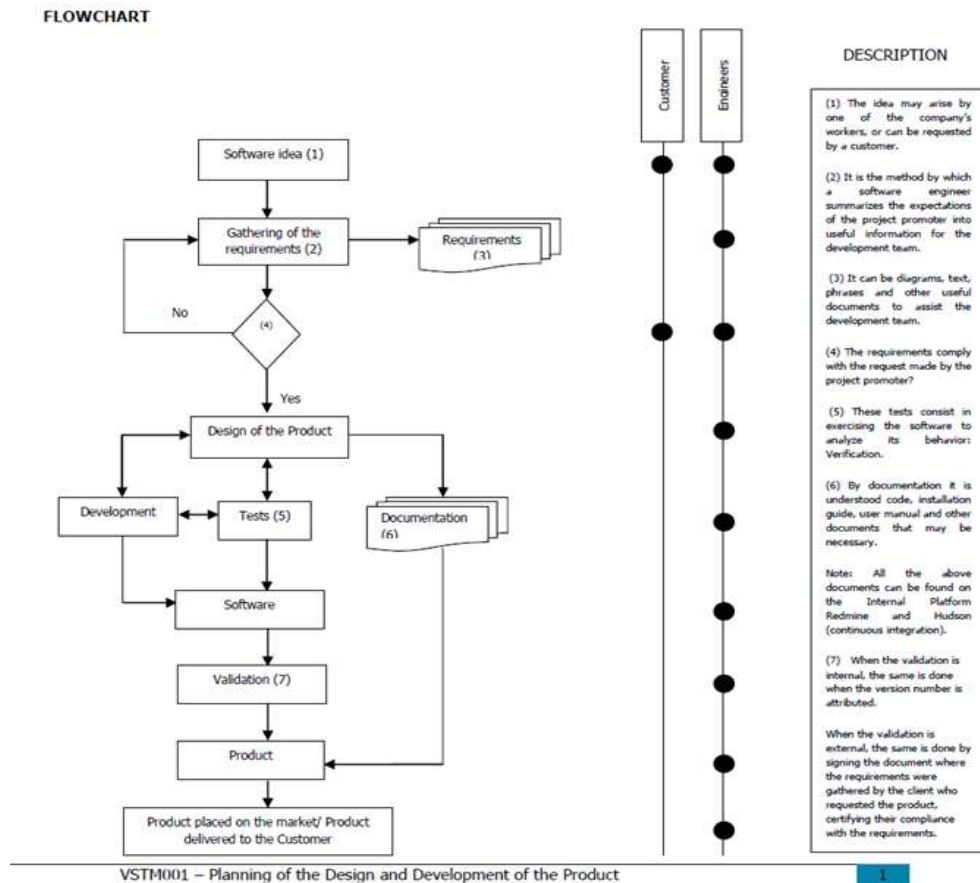 FLOWCHART
Customer
Engineers
DESCRIPTION
Software idea (1)
Gathering of the
requirements (2)
Requirements
(3)
No
(4)
Yes
Design of the Product
Development
Tests (5)
Documentation
(6)
Software
Validation (7)
Product
Product placed on the market/ Product
delivered to the Customer
(1) The idea may arise by
one of the company's
workers, or can be requested
by a customer.
(2) It is the method by which
a software engineer
summarizes the expectations
of the project promoter into
useful information for the
development team.
(3) It can be diagrams, text,
phrases and other useful
documents to assist the
development team.
(4) The requirements comply
with the request made by the
project promoter?
(5) These tests consist in
exercising the software to
analyze its behavior:
Verification.
(6) By documentation it is
understood code, installation
guide, user manual and other
documents that may be
necessary.
Note: All the above
documents can be found on
the Internal Platform
Redmine and Hudson
(continuous integration).
(7) When the validation is
internal, the same is done
when the version number is
attributed.
When the validation is
external, the same is done by
signing the document where
the requirements were
gathered by the client who
requested the product,
certifying their compliance
with the requirements.
VSTM001 – Planning of the Design and Development of the Product
1